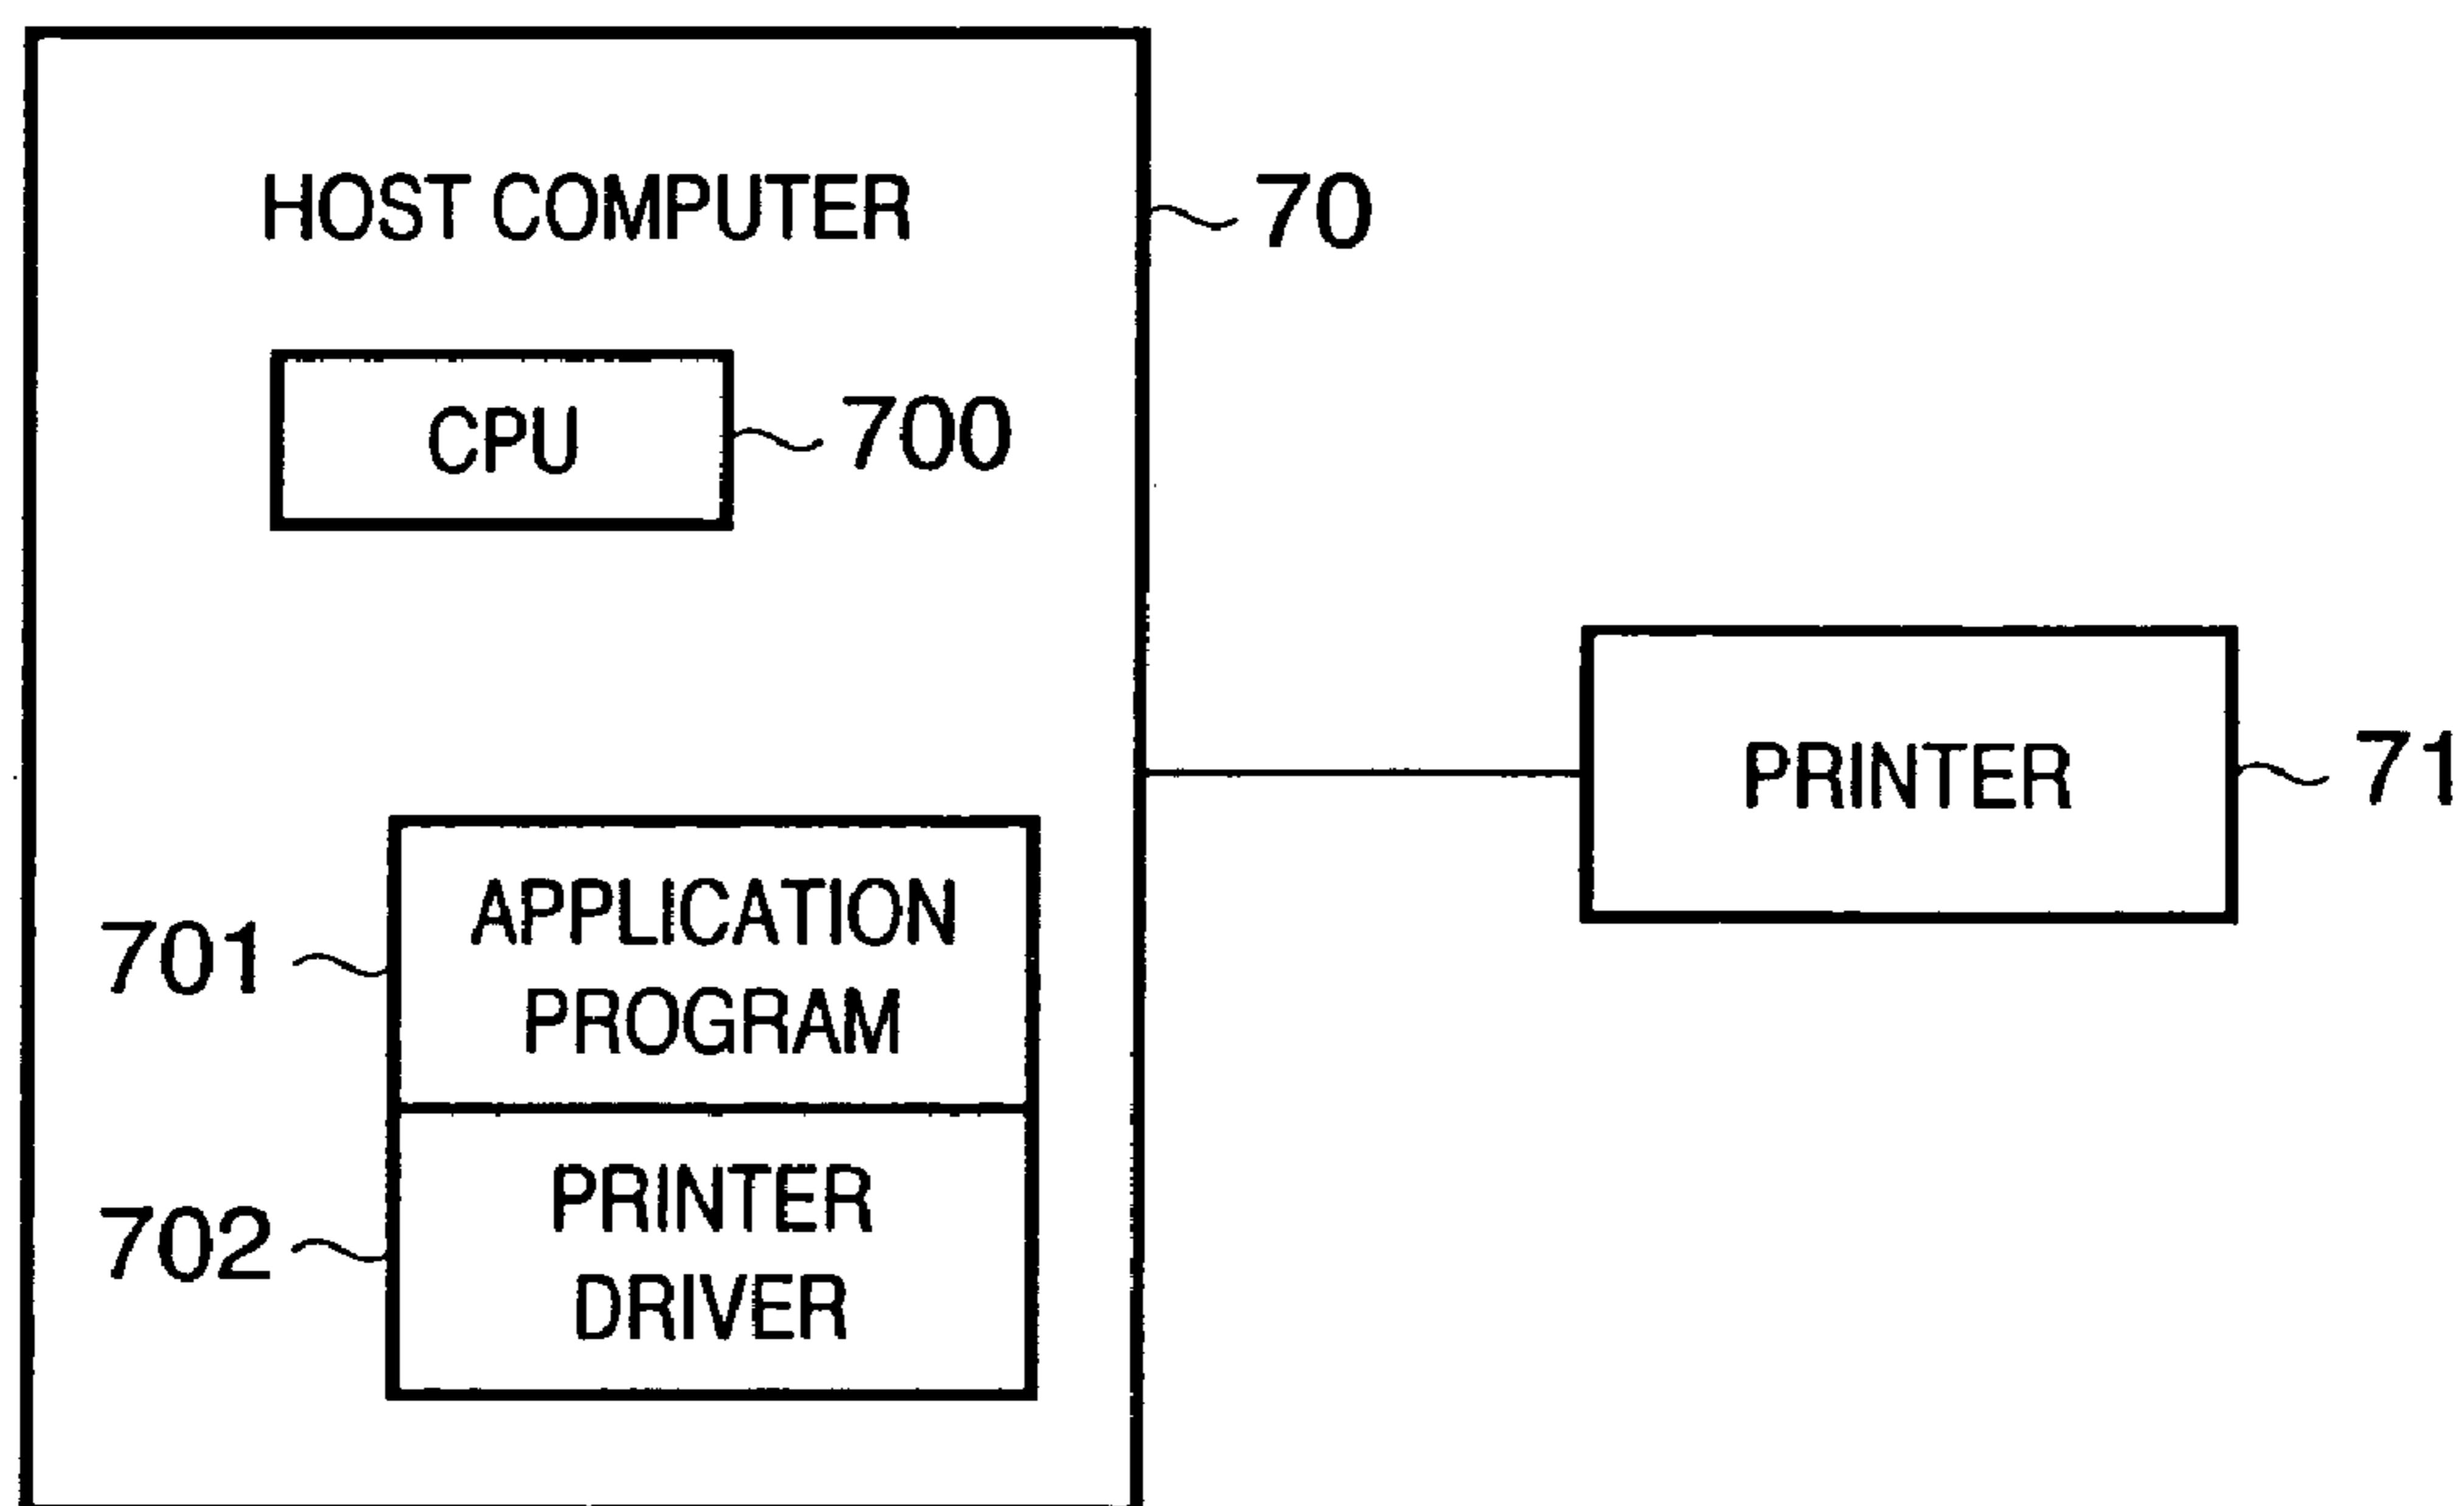 HOST COMPUTER
70
CPU
700
PRINTER
71
701
APPLICATION
PROGRAM
702
PRINTER
DRIVER